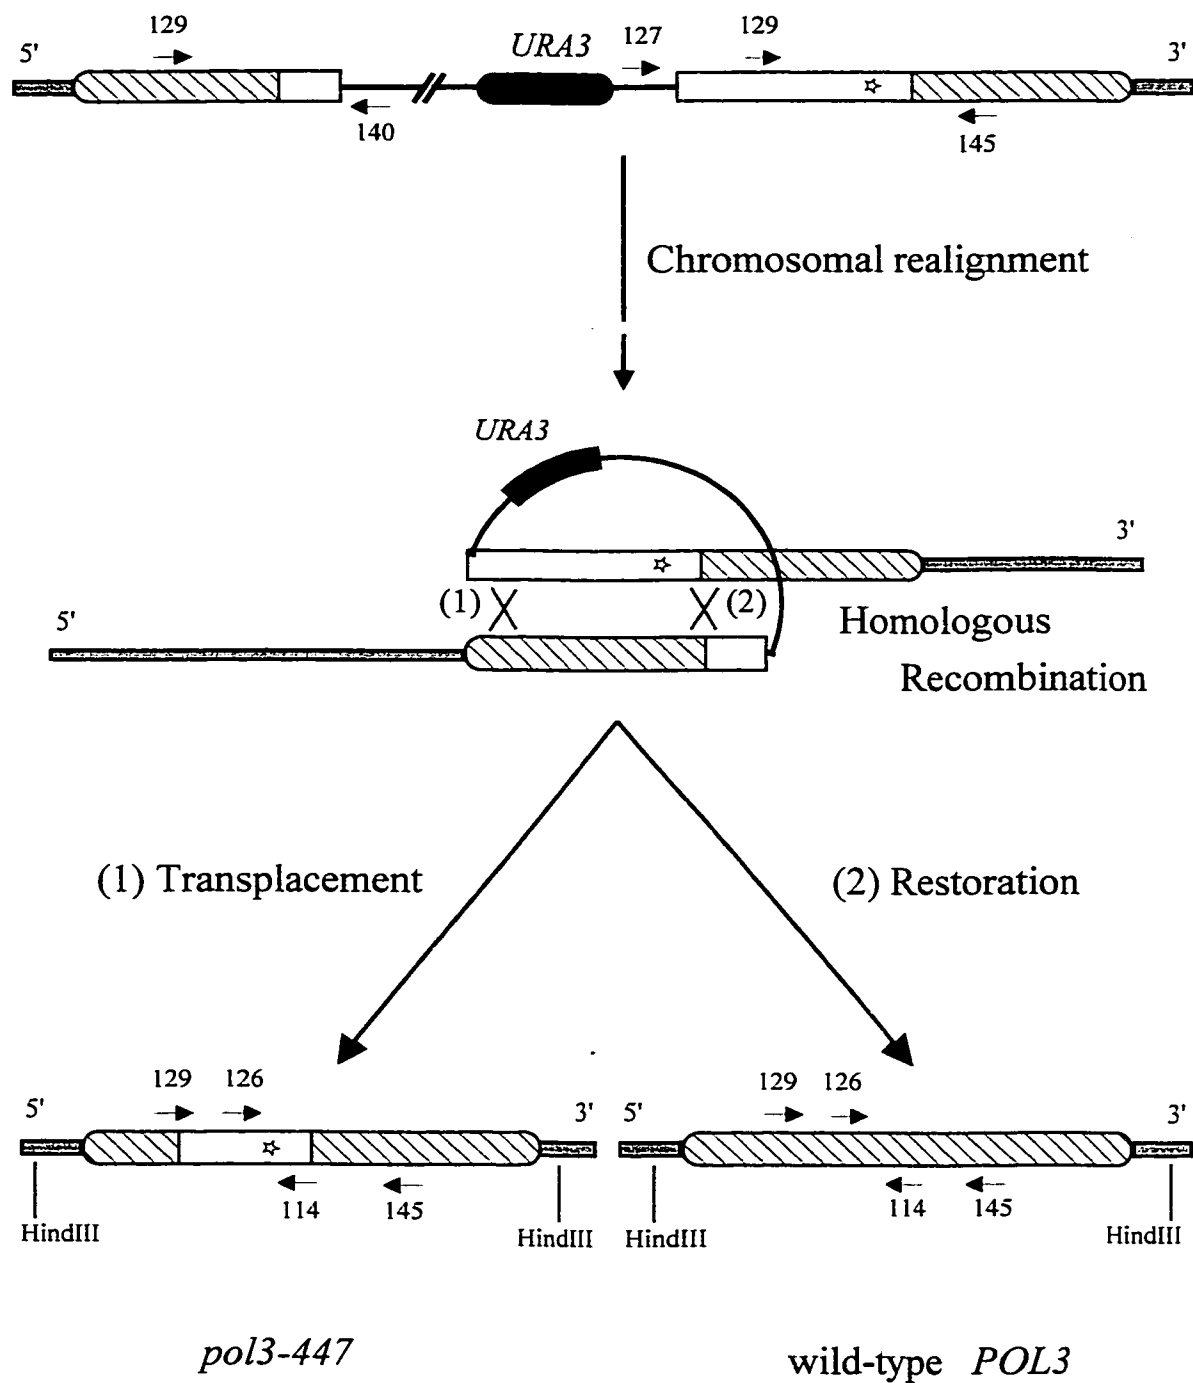 129
5'
URA3
127
129
3'
140
145
Chromosomal realignment
URA3
3'
(1)
(2)
5'
Homologous
Recombination
(1) Transplacement
(2) Restoration
129
126
129
126
5'
3'
5'
3'
114
145
114
145
HindIII
HindIII
HindIII
HindIII
pol3-447
wild-type POL3